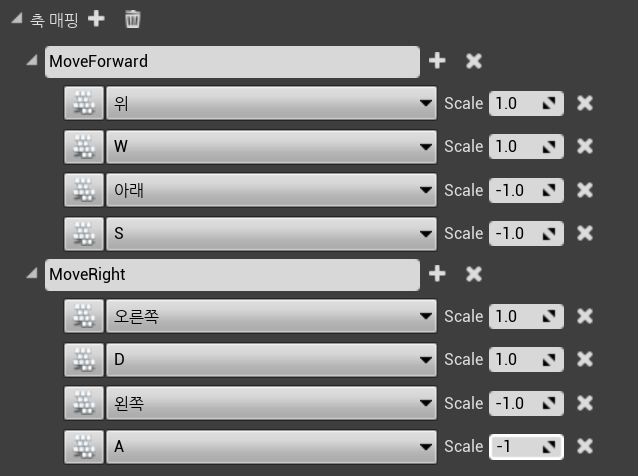 축 매핑
MoveForward
위 Scale 1.0
W Scale 1.0
아래 Scale -1.0
S Scale -1.0
MoveRight
오른쪽 Scale 1.0
D Scale 1.0
왼쪽 Scale -1.0
A Scale -1